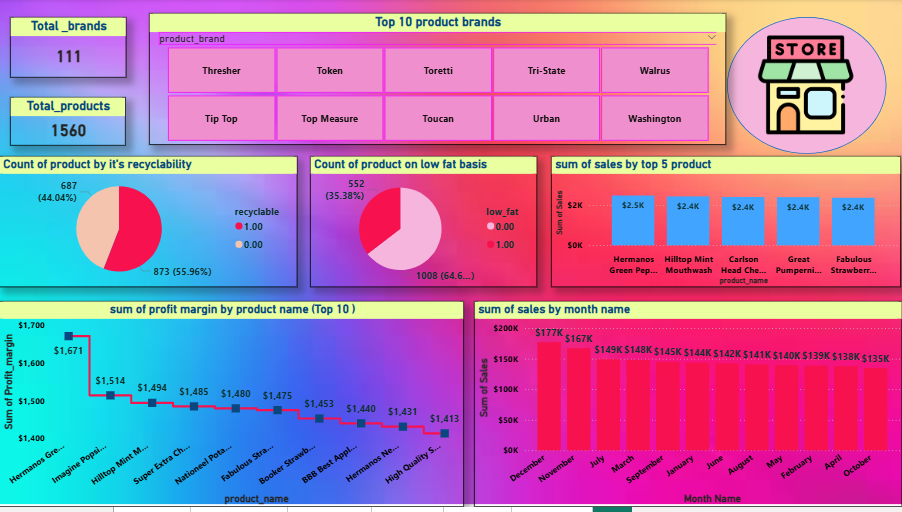 Total _brands
111
Total_products
1560
Top 10 product brands
product_brand
Thresher
Token
Toretti
Tri-State
Walrus
Tip Top
Top Measure
Toucan
Urban
Washington
STORE
Count of product by it's recyclability
687
(44.04%)
873 (55.96%)
recyclable
1.00
0.00
Count of product on low fat basis
552
(35.38%)
1008 (64.6...)
low_fat
0.00
1.00
sum of sales by top 5 product
Sum of Sales
$2K
$0K
$2.5K
$2.4K
$2.4K
$2.4K
$2.4K
Hermanos
Green Pep...
Hilltop Mint
Mouthwash
Carlson
Head Che...
Great
Pumperni...
Fabulous
Strawberr...
product_name
sum of profit margin by product name (Top 10 )
Sum of Profit_margin
$1,700
$1,600
$1,500
$1,400
$1,671
$1,514
$1,494
$1,485
$1,480
$1,475
$1,453
$1,440
$1,431
$1,413
Hermanos Gre...
Imagine Popsi...
Hilltop Mint M...
Super Extra Ch...
Nationeel Pota...
Fabulous Stra...
Booker Strawb...
BBB Best Appl...
Hermanos Ne...
High Quality S...
product_name
sum of sales by month name
Sum of Sales
$200K
$150K
$100K
$50K
$0K
$177K
$167K
$149K
$148K
$145K
$144K
$142K
$141K
$140K
$139K
$138K
$135K
December
November
July
March
September
January
June
August
May
February
April
October
Month Name